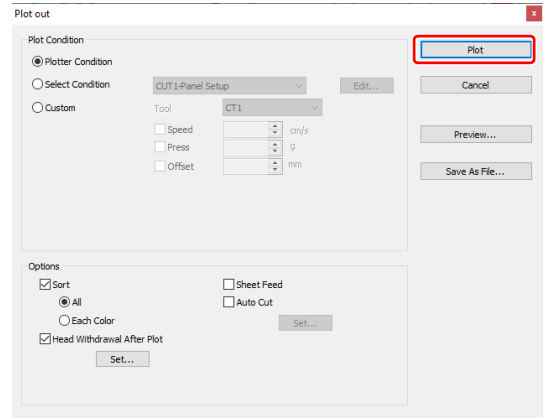 Plot out
x
Plot Condition
Plotter Condition
Select Condition
CUT1-Panel Setup
Edit...
Custom
Tool
CT1
Speed
cm/s
Press
g
Offset
mm
Plot
Cancel
Preview...
Save As File...
Options
Sort
Sheet Feed
All
Auto Cut
Each Color
Set...
Head Withdrawal After Plot
Set...